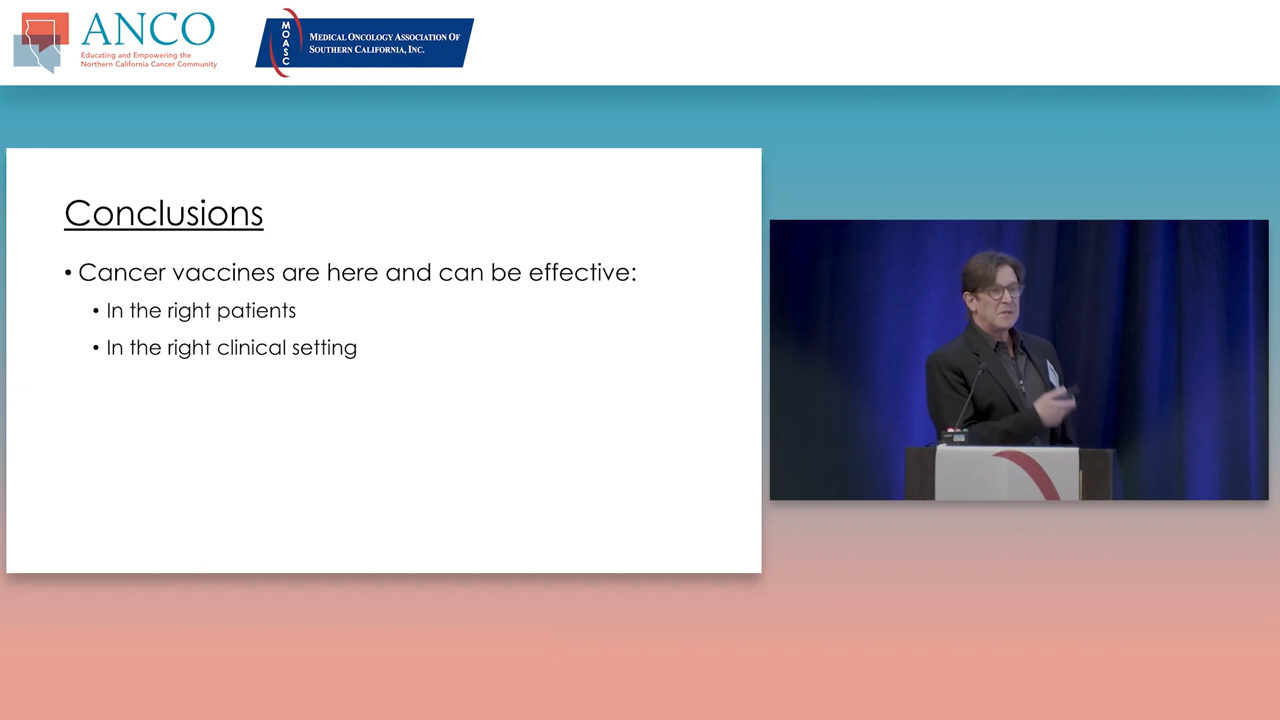 ANCO
Educating and Empowering the
Northern California Cancer Community
MOASC
MEDICAL ONCOLOGY ASSOCIATION OF
SOUTHERN CALIFORNIA, INC.
Conclusions
• Cancer vaccines are here and can be effective:
• In the right patients
• In the right clinical setting